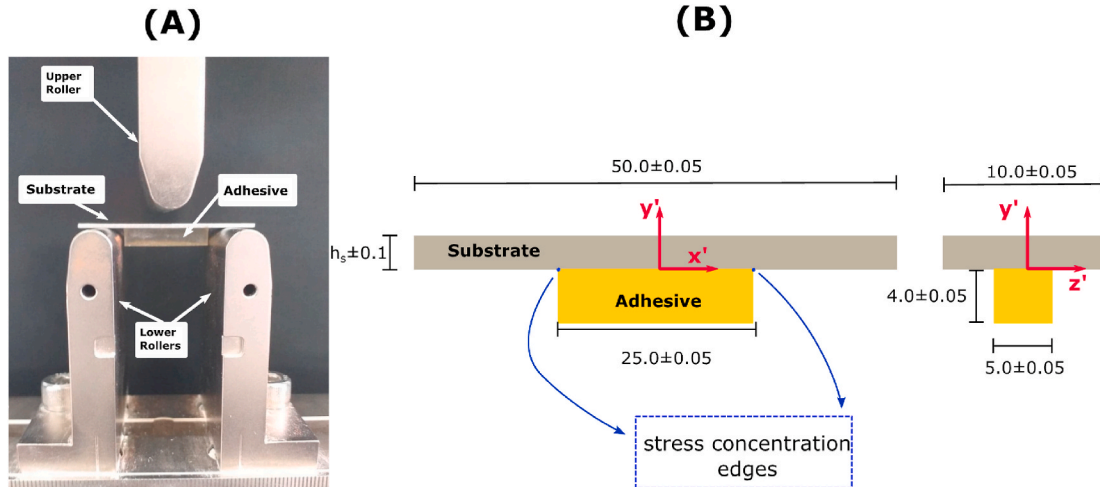 (A)
(B)
Upper
Roller
Substrate
Adhesive
Lower
Rollers
50.0±0.05
10.0±0.05
y'
y'
hs±0.1
Substrate
x'
z'
Adhesive
4.0±0.05
25.0±0.05
5.0±0.05
stress concentration
edges